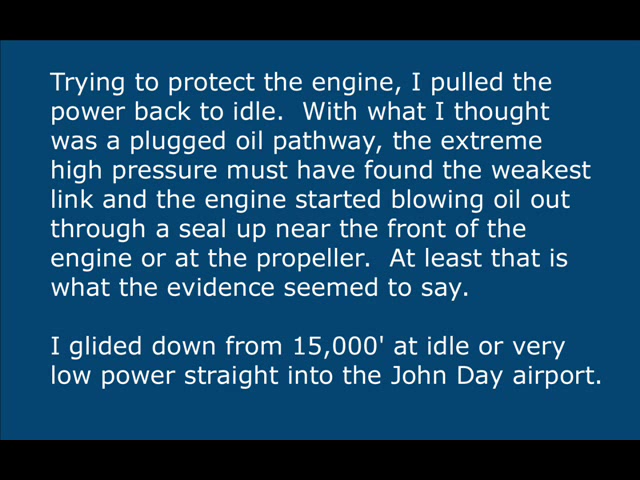 Trying to protect the engine, I pulled the
power back to idle.  With what I thought
was a plugged oil pathway, the extreme
high pressure must have found the weakest
link and the engine started blowing oil out
through a seal up near the front of the
engine or at the propeller.  At least that is
what the evidence seemed to say.

I glided down from 15,000' at idle or very
low power straight into the John Day airport.